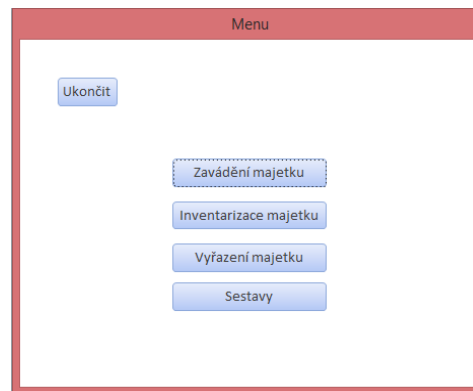 Menu
Ukončit
Zavádění majetku
Inventarizace majetku
Vyřazení majetku
Sestavy